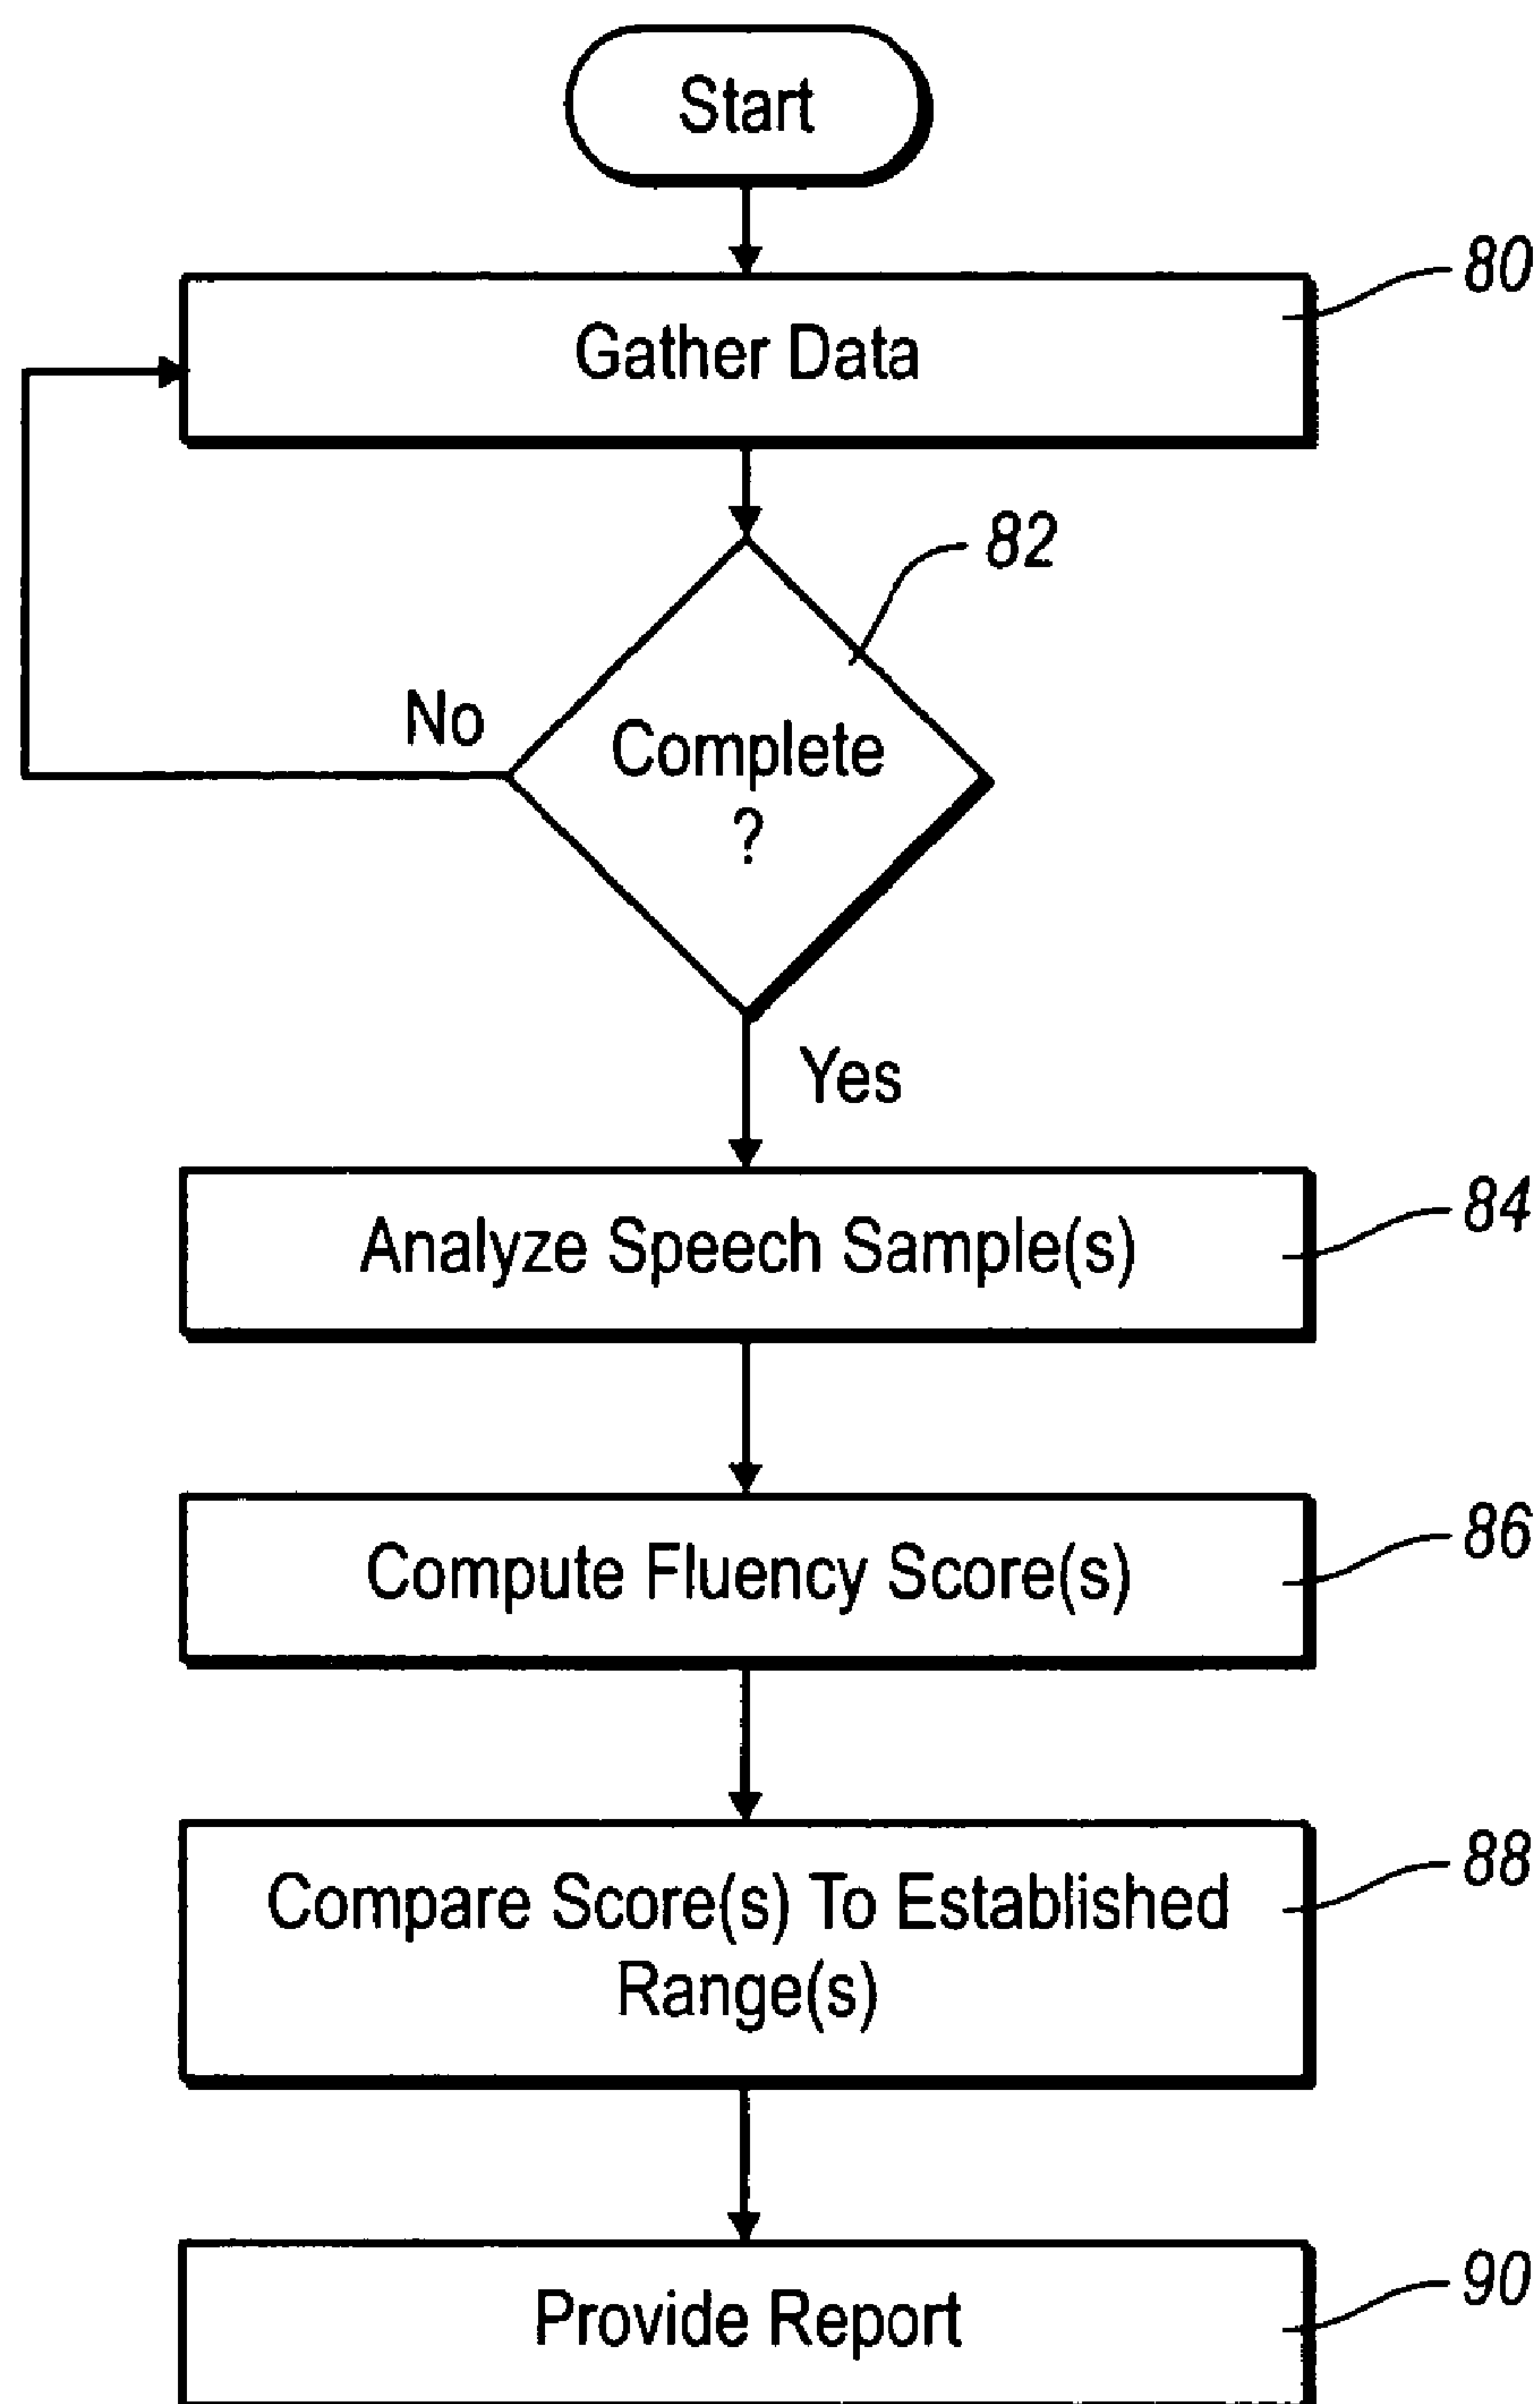 Start
80
Gather Data
82
No
Complete
?
Yes
84
Analyze Speech Sample(s)
86
Compute Fluency Score(s)
88
Compare Score(s) To Established
Range(s)
90
Provide Report